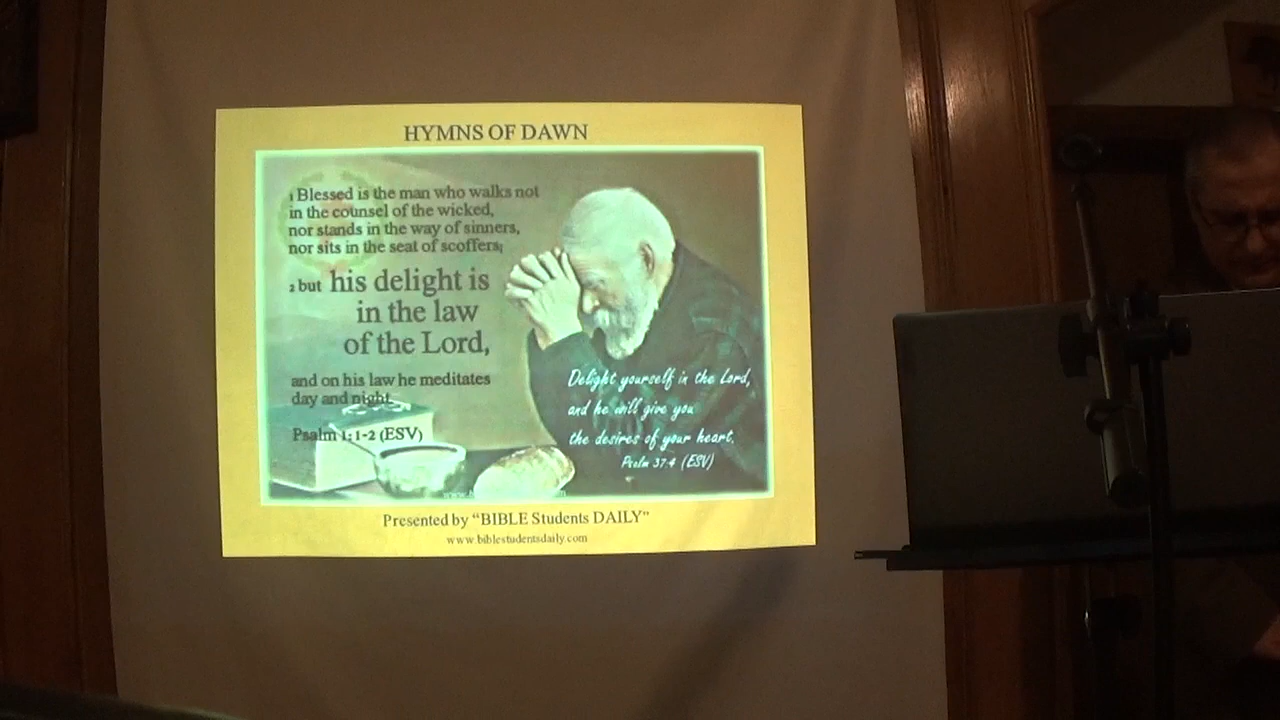 HYMNS OF DAWN
1 Blessed is the man who walks not
in the counsel of the wicked,
nor stands in the way of sinners,
nor sits in the seat of scoffers;
2 but his delight is
in the law
of the Lord,
and on his law he meditates
day and night.
Psalm 1:1-2 (ESV)
Delight yourself in the Lord,
and he will give you
the desires of your heart.
Psalm 37:4 (ESV)
Presented by “BIBLE Students DAILY”
www.biblestudentsdaily.com